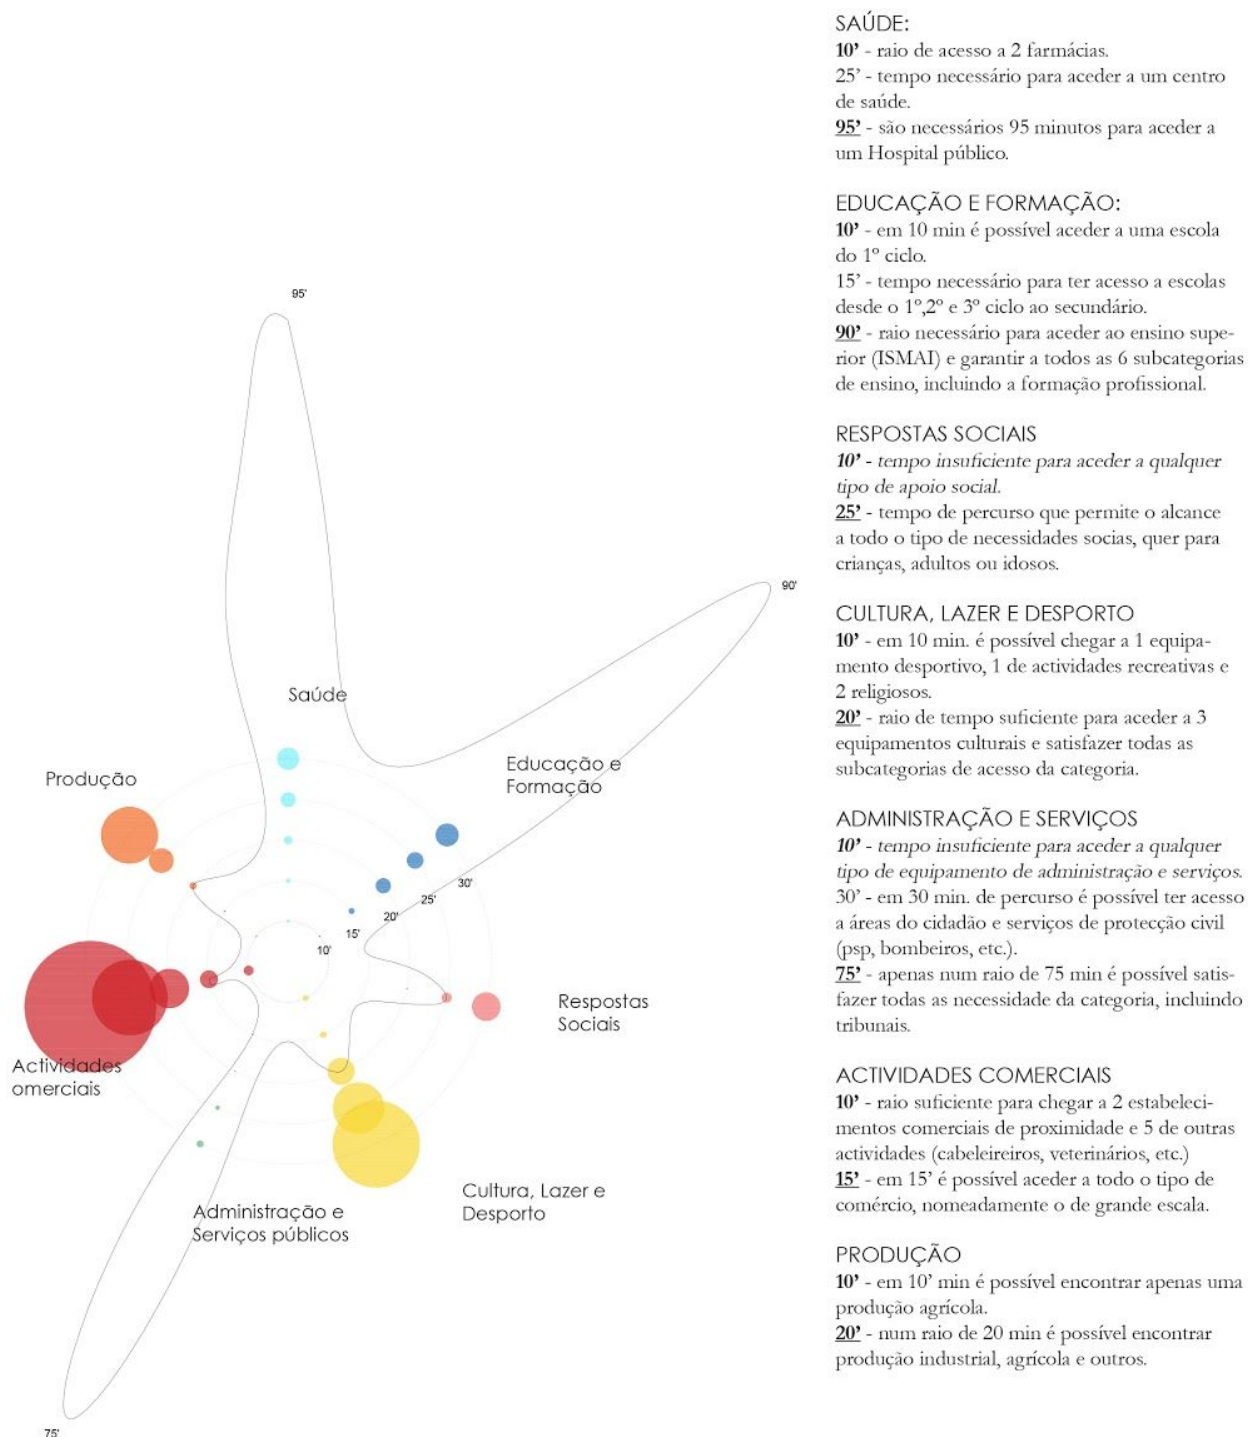 SAÚDE:
10’ - raio de acesso a 2 farmácias.
25’ - tempo necessário para aceder a um centro
de saúde.
95’ - são necessários 95 minutos para aceder a
um Hospital público.
EDUCAÇÃO E FORMAÇÃO:
10’ - em 10 min é possível aceder a uma escola
do 1º ciclo.
15’ - tempo necessário para ter acesso a escolas
desde o 1º,2º e 3º ciclo ao secundário.
90’ - raio necessário para aceder ao ensino supe-
rior (ISMAI) e garantir a todos as 6 subcategorias
de ensino, incluindo a formação profissional.
RESPOSTAS SOCIAIS
10’ - tempo insuficiente para aceder a qualquer
tipo de apoio social.
25’ - tempo de percurso que permite o alcance
a todo o tipo de necessidades socias, quer para
crianças, adultos ou idosos.
CULTURA, LAZER E DESPORTO
10’ - em 10 min. é possível chegar a 1 equipa-
mento desportivo, 1 de actividades recreativas e
2 religiosos.
20’ - raio de tempo suficiente para aceder a 3
equipamentos culturais e satisfazer todas as
subcategorias de acesso da categoria.
ADMINISTRAÇÃO E SERVIÇOS
10’ - tempo insuficiente para aceder a qualquer
tipo de equipamento de administração e serviços.
30’ - em 30 min. de percurso é possível ter acesso
a áreas do cidadão e serviços de protecção civil
(psp, bombeiros, etc.).
75’ - apenas num raio de 75 min é possível satis-
fazer todas as necessidade da categoria, incluindo
tribunais.
ACTIVIDADES COMERCIAIS
10’ - raio suficiente para chegar a 2 estabeleci-
mentos comerciais de proximidade e 5 de outras
actividades (cabeleireiros, veterinários, etc.)
15’ - em 15’ é possível aceder a todo o tipo de
comércio, nomeadamente o de grande escala.
PRODUÇÃO
10’ - em 10’ min é possível encontrar apenas uma
produção agrícola.
20’ - num raio de 20 min é possível encontrar
produção industrial, agrícola e outros.
95'
90'
Saúde
Educação e
Formação
Produção
30'
25'
20'
15'
10'
Respostas
Sociais
Actividades
omerciais
Cultura, Lazer e
Desporto
Administração e
Serviços públicos
75'